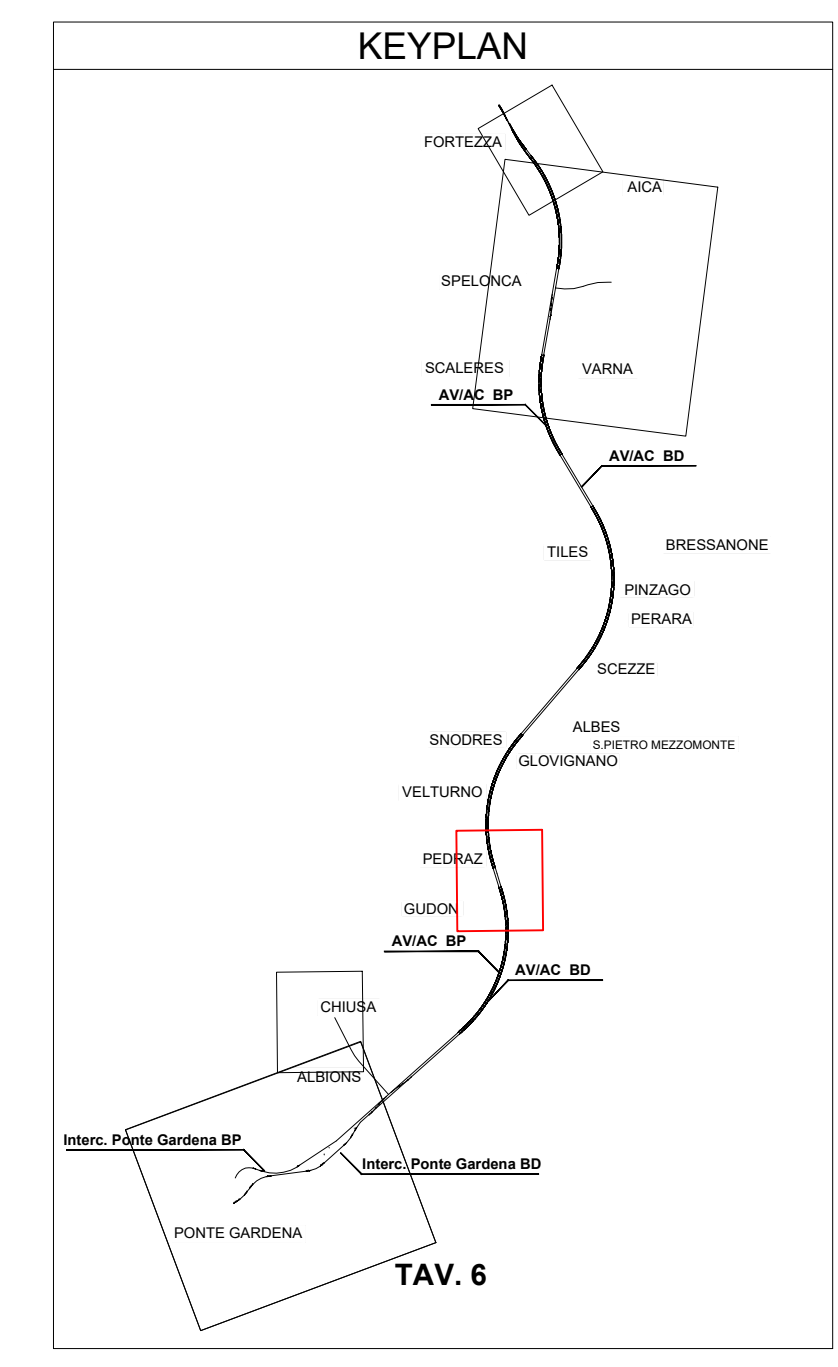 KEYPLAN
FORTEZZA
AICA
SPELONCA
SCALERES
VARNA
AV/AC BP
AV/AC BD
TILES
BRESSANONE
PINZAGO
PERARA
SCEZZE
ALBES
SNODRES
S.PIETRO MEZZOMONTE
GLOVIGNANO
VELTURNO
PEDRAZ
GUDON
AV/AC BP
AV/AC BD
CHIUSA
ALBIONS
Interc. Ponte Gardena BP
Interc. Ponte Gardena BD
PONTE GARDENA
TAV. 6